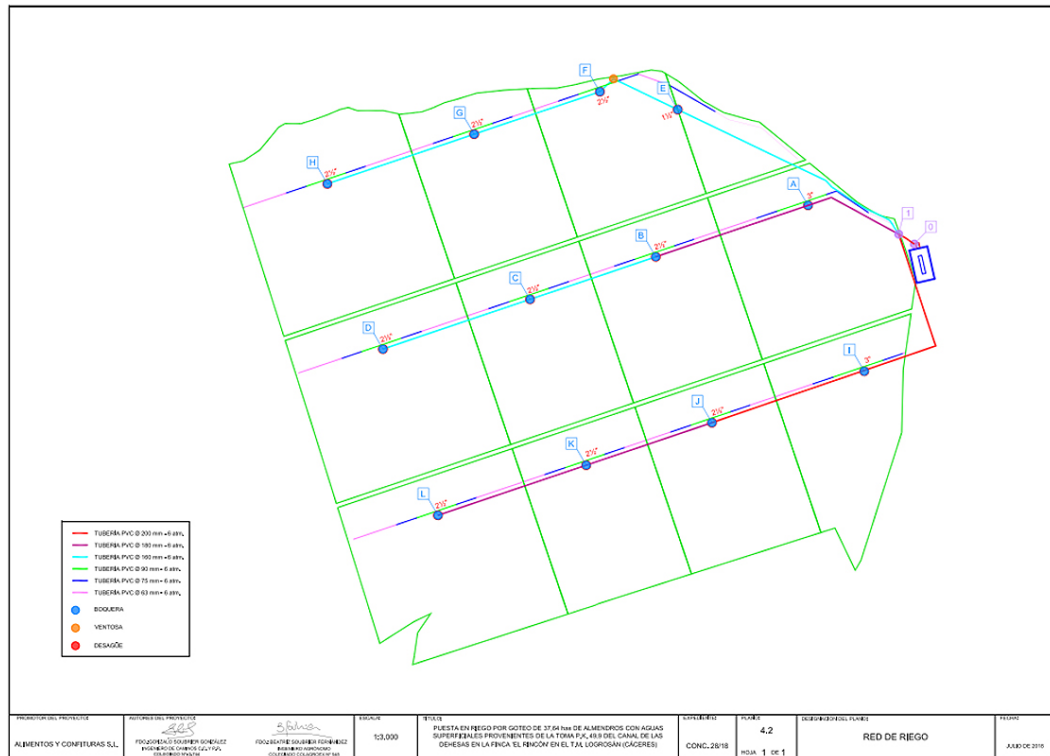 F
E
2½"
1½"
G
2½"
H
2½"
A
3"
1
0
B
2½"
C
2½"
D
2½"
I
3"
J
2½"
K
2½"
L
2½"
TUBERÍA PVC Ø 200 mm - 6 atm.
TUBERÍA PVC Ø 180 mm - 6 atm.
TUBERÍA PVC Ø 160 mm - 6 atm.
TUBERÍA PVC Ø 90 mm - 6 atm.
TUBERÍA PVC Ø 75 mm - 6 atm.
TUBERÍA PVC Ø 63 mm - 6 atm.
BOQUERA
VENTOSA
DESAGÜE
PROMOTOR DEL PROYECTO:
ALIMENTOS Y CONFITURAS S.L.
AUTORES DEL PROYECTO:
INGENIERO DE CAMINOS
INGENIERO AGRÓNOMO
ESCALA:
1:3,000
TÍTULO:
PUESTA EN RIEGO POR GOTEO DE 37,64 has DE ALMENDROS CON AGUAS
SUPERFICIALES PROVENIENTES DE LA TOMA P.K. 49,9 DEL CANAL DE LAS
DEHESAS EN LA FINCA 'EL RINCÓN' EN EL T.M. LOGROSÁN (CÁCERES)
EXPEDIENTE:
CONC. 28/18
PLANO:
4.2
HOJA 1 DE 1
DESIGNACIÓN DEL PLANO:
RED DE RIEGO
FECHA: